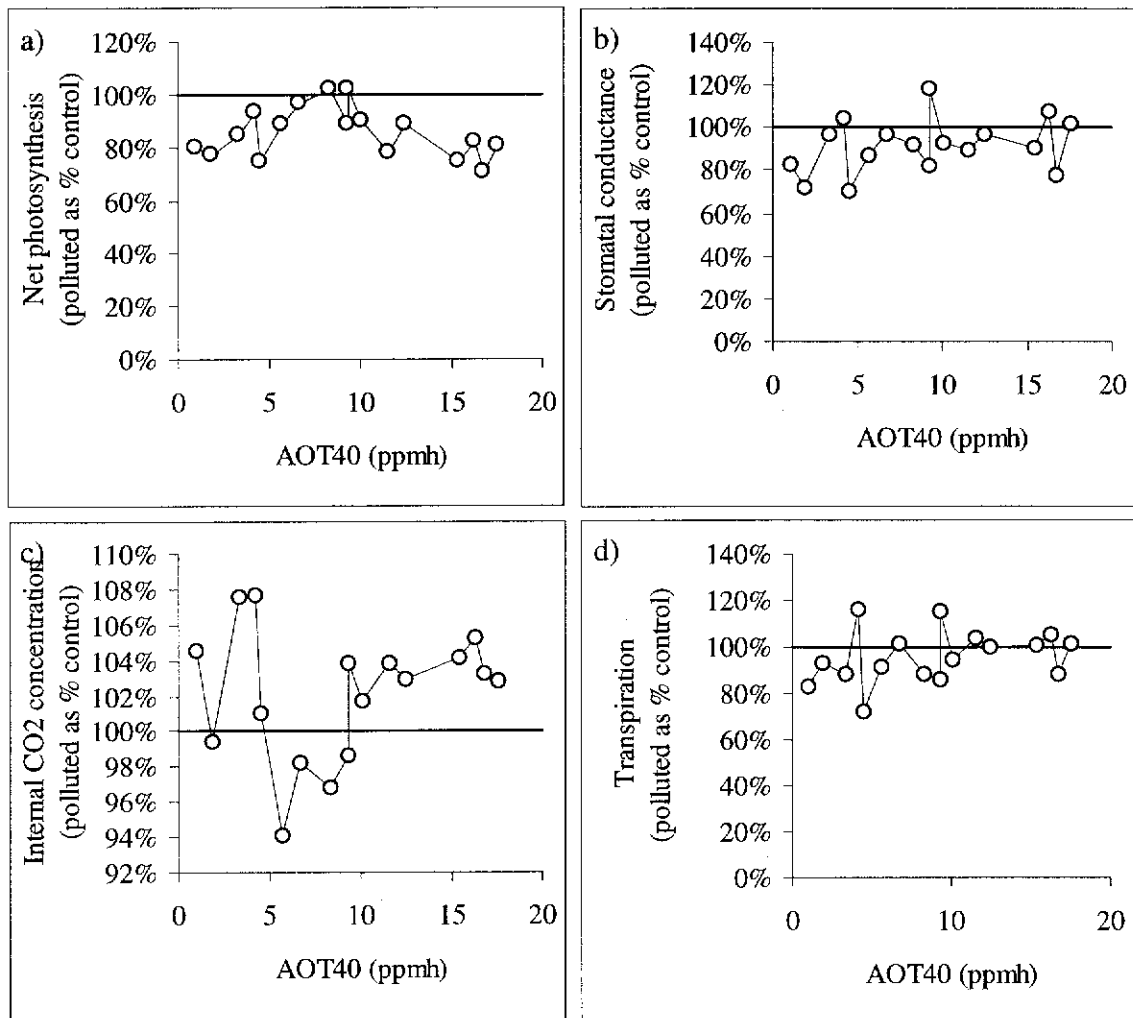 a)
Net photosynthesis
(polluted as % control)
120%
100%
80%
60%
40%
20%
0%
0 5 10 15 20
AOT40 (ppmh)
b)
Stomatal conductance
(polluted as % control)
140%
120%
100%
80%
60%
40%
20%
0%
0 5 10 15 20
AOT40 (ppmh)
c)
Internal CO2 concentration
(polluted as % control)
110%
108%
106%
104%
102%
100%
98%
96%
94%
92%
0 5 10 15 20
AOT40 (ppmh)
d)
Transpiration
(polluted as % control)
140%
120%
100%
80%
60%
40%
20%
0%
0 10 20
AOT40 (ppmh)